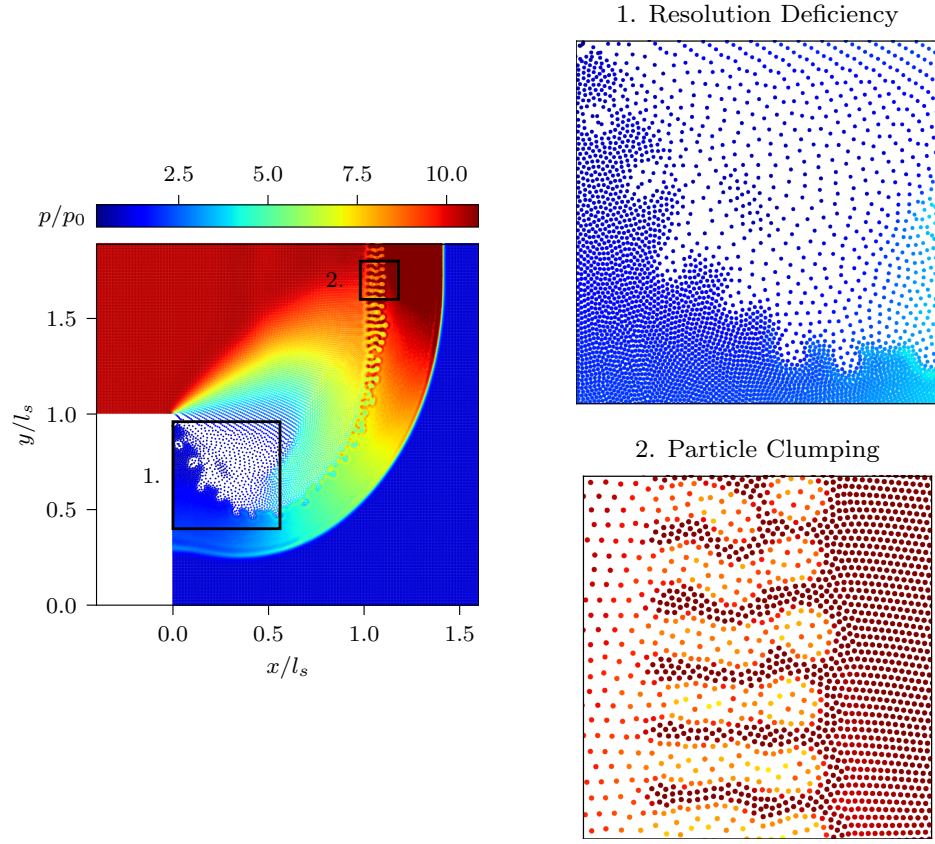 1. Resolution Deficiency
2.5 5.0 7.5 10.0
p/p₀
2.
1.
1.5
1.0
0.5
0.0
y/lₛ
0.0 0.5 1.0 1.5
x/lₛ
2. Particle Clumping